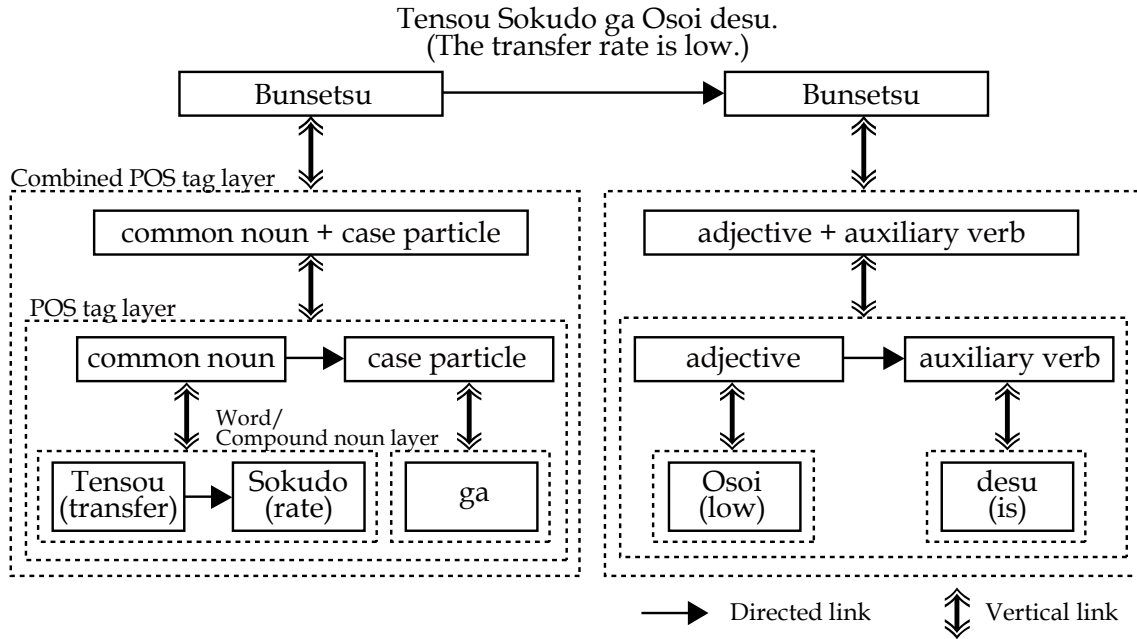 Tensou Sokudo ga Osoi desu.
(The transfer rate is low.)
Bunsetsu
Bunsetsu
Combined POS tag layer
common noun + case particle
adjective + auxiliary verb
POS tag layer
common noun
case particle
adjective
auxiliary verb
Word/
Compound noun layer
Tensou
(transfer)
Sokudo
(rate)
ga
Osoi
(low)
desu
(is)
Directed link
Vertical link